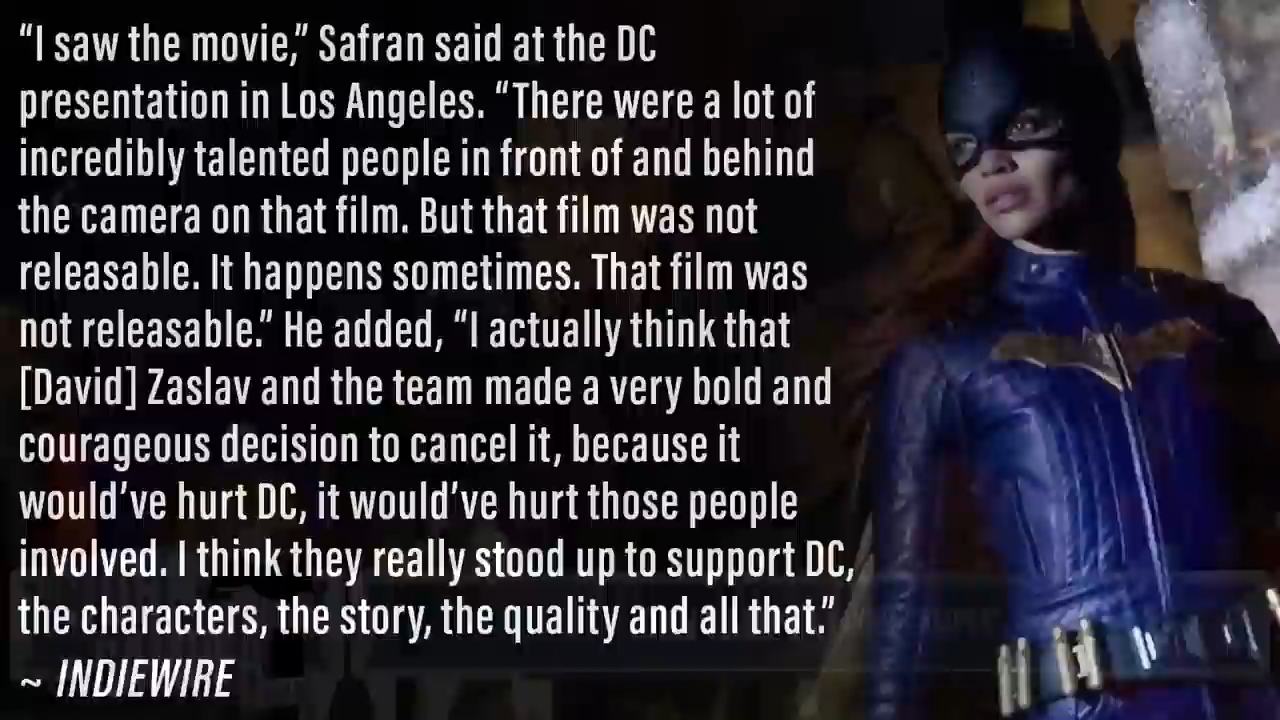 “I saw the movie,” Safran said at the DC
presentation in Los Angeles. “There were a lot of
incredibly talented people in front of and behind
the camera on that film. But that film was not
releasable. It happens sometimes. That film was
not releasable.” He added, “I actually think that
[David] Zaslav and the team made a very bold and
courageous decision to cancel it, because it
would’ve hurt DC, it would’ve hurt those people
involved. I think they really stood up to support DC,
the characters, the story, the quality and all that.”
~ INDIEWIRE